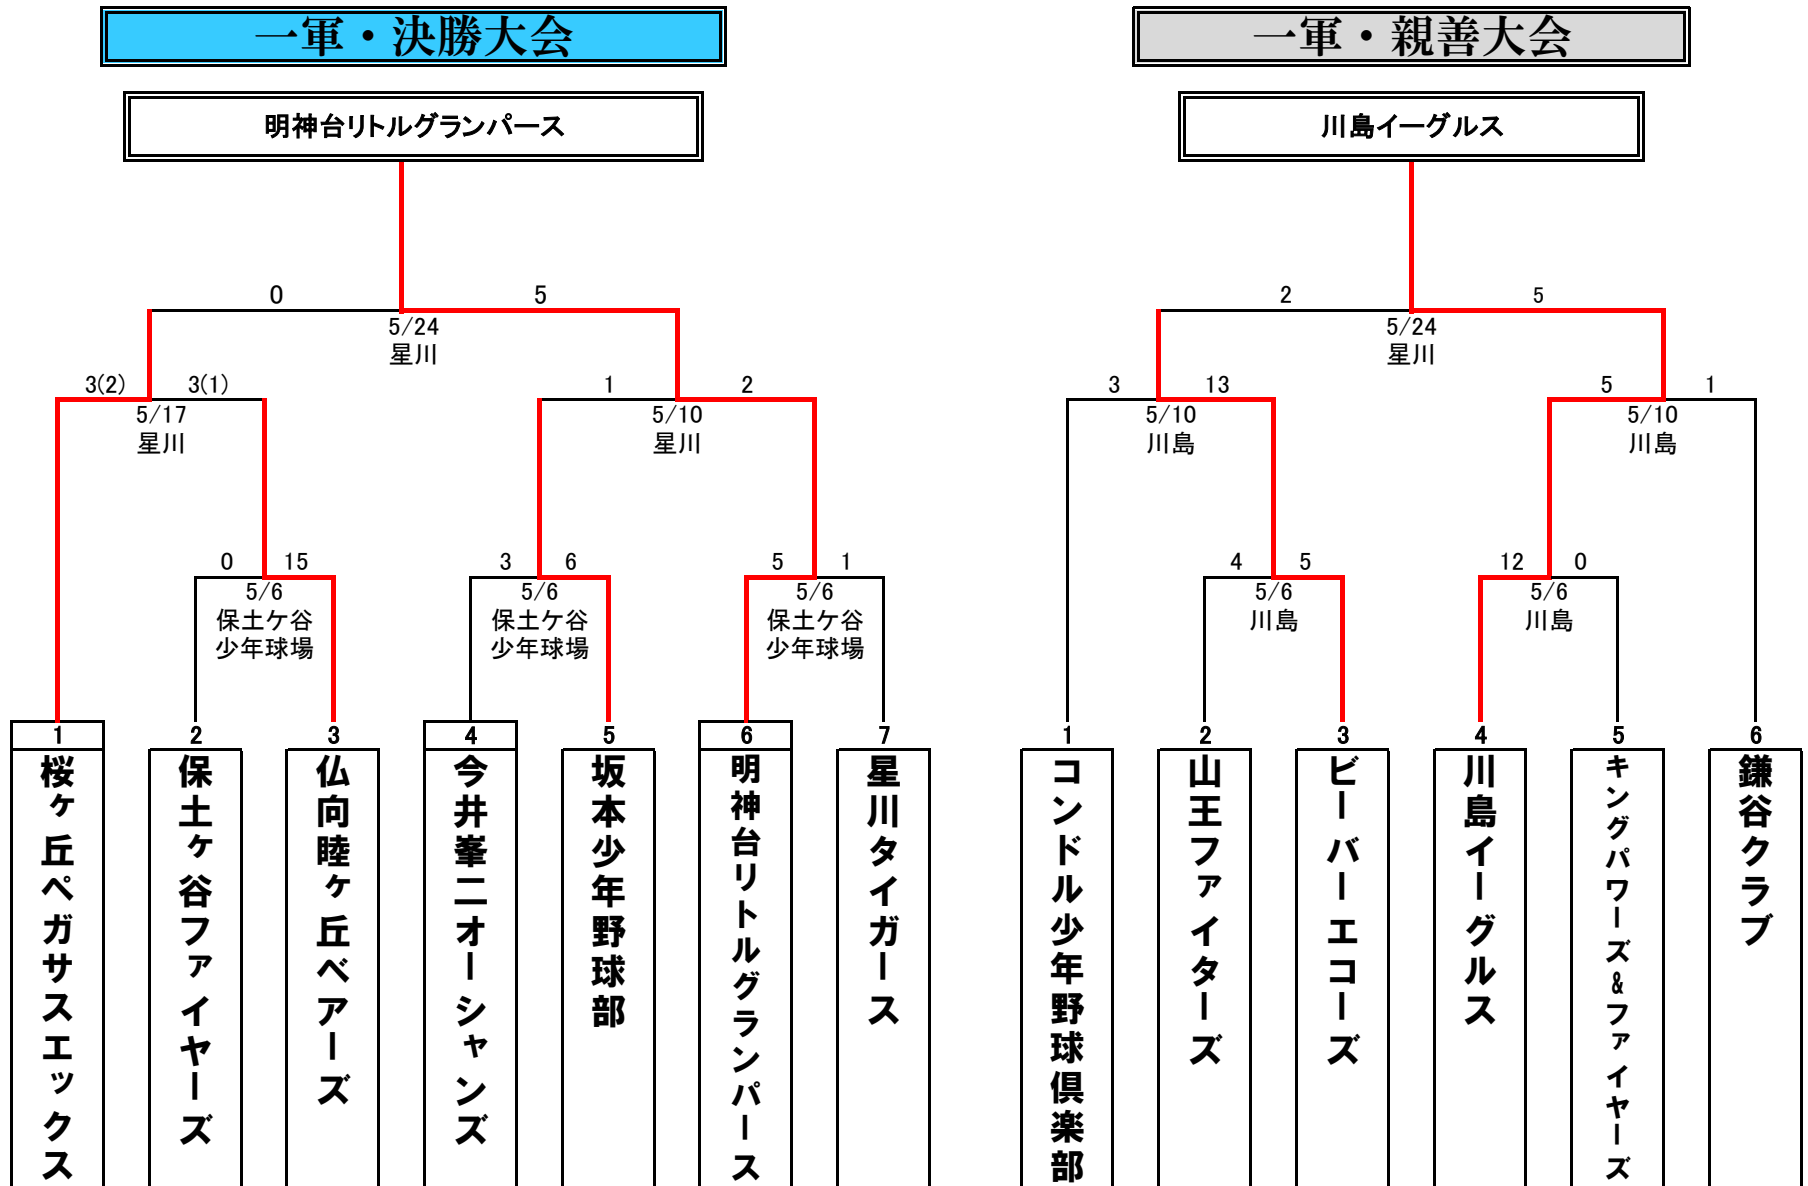 一軍・決勝大会
明神台リトルグランパース
0
5
5/24
星川
3(2)
3(1)
5/17
星川
1
2
5/10
星川
0
15
5/6
保土ケ谷
少年球場
3
6
5/6
保土ケ谷
少年球場
5
1
5/6
保土ケ谷
少年球場
1
桜ヶ丘ペガサスエックス
2
保土ヶ谷ファイヤーズ
3
仏向睦ヶ丘ベアーズ
4
今井峯二オーシャンズ
5
坂本少年野球部
6
明神台リトルグランパース
7
星川タイガース
一軍・親善大会
川島イーグルス
2
5
5/24
星川
3
13
5/10
川島
5
1
5/10
川島
4
5
5/6
川島
12
0
5/6
川島
1
コンドル少年野球倶楽部
2
山王ファイターズ
3
ビーバーエコーズ
4
川島イーグルス
5
キングパワーズ&ファイヤーズ
6
鎌谷クラブ